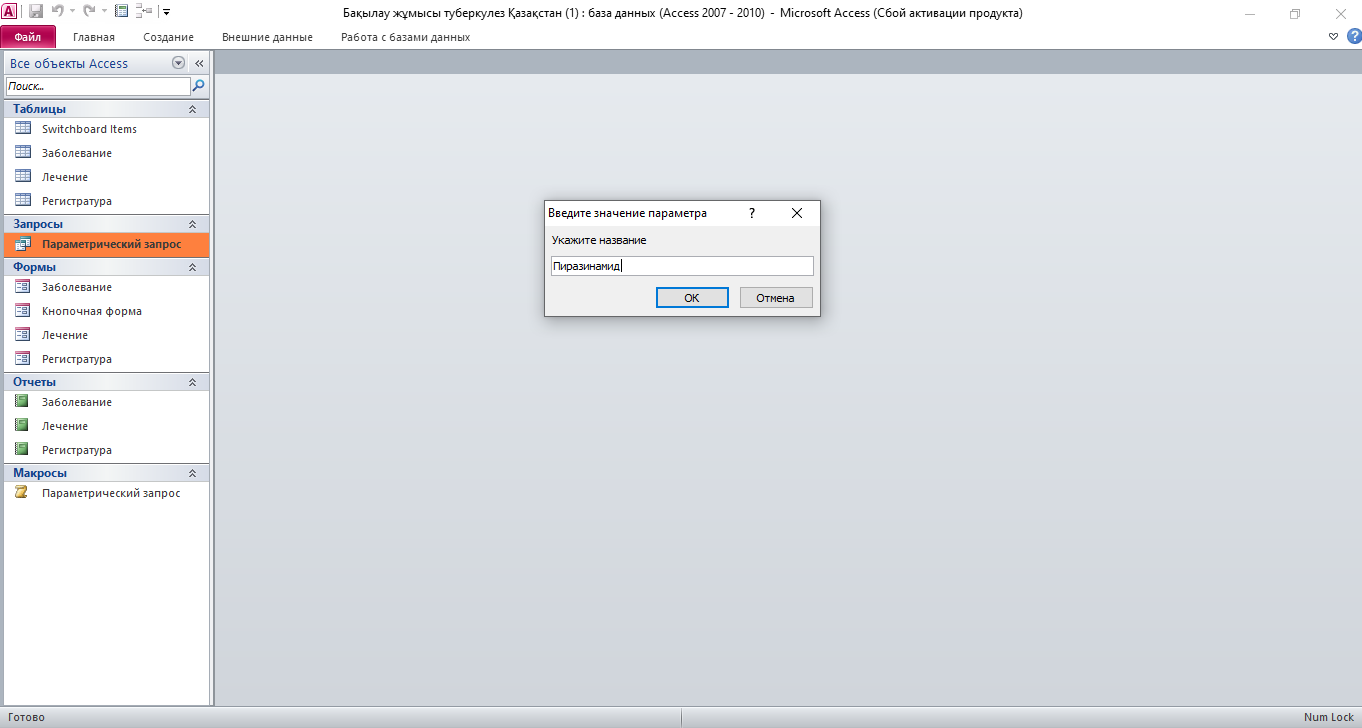 Бақылау жұмысы туберкулез Қазақстан (1) : база данных (Access 2007 - 2010) - Microsoft Access (Сбой активации продукта)
Файл Главная Создание Внешние данные Работа с базами данных
Все объекты Access
Поиск...
Таблицы
Switchboard Items
Заболевание
Лечение
Регистратура
Запросы
Параметрический запрос
Формы
Заболевание
Кнопочная форма
Лечение
Регистратура
Отчеты
Заболевание
Лечение
Регистратура
Макросы
Параметрический запрос
Введите значение параметра
Укажите название
Пиразинамид
ОК Отмена
Готово Num Lock